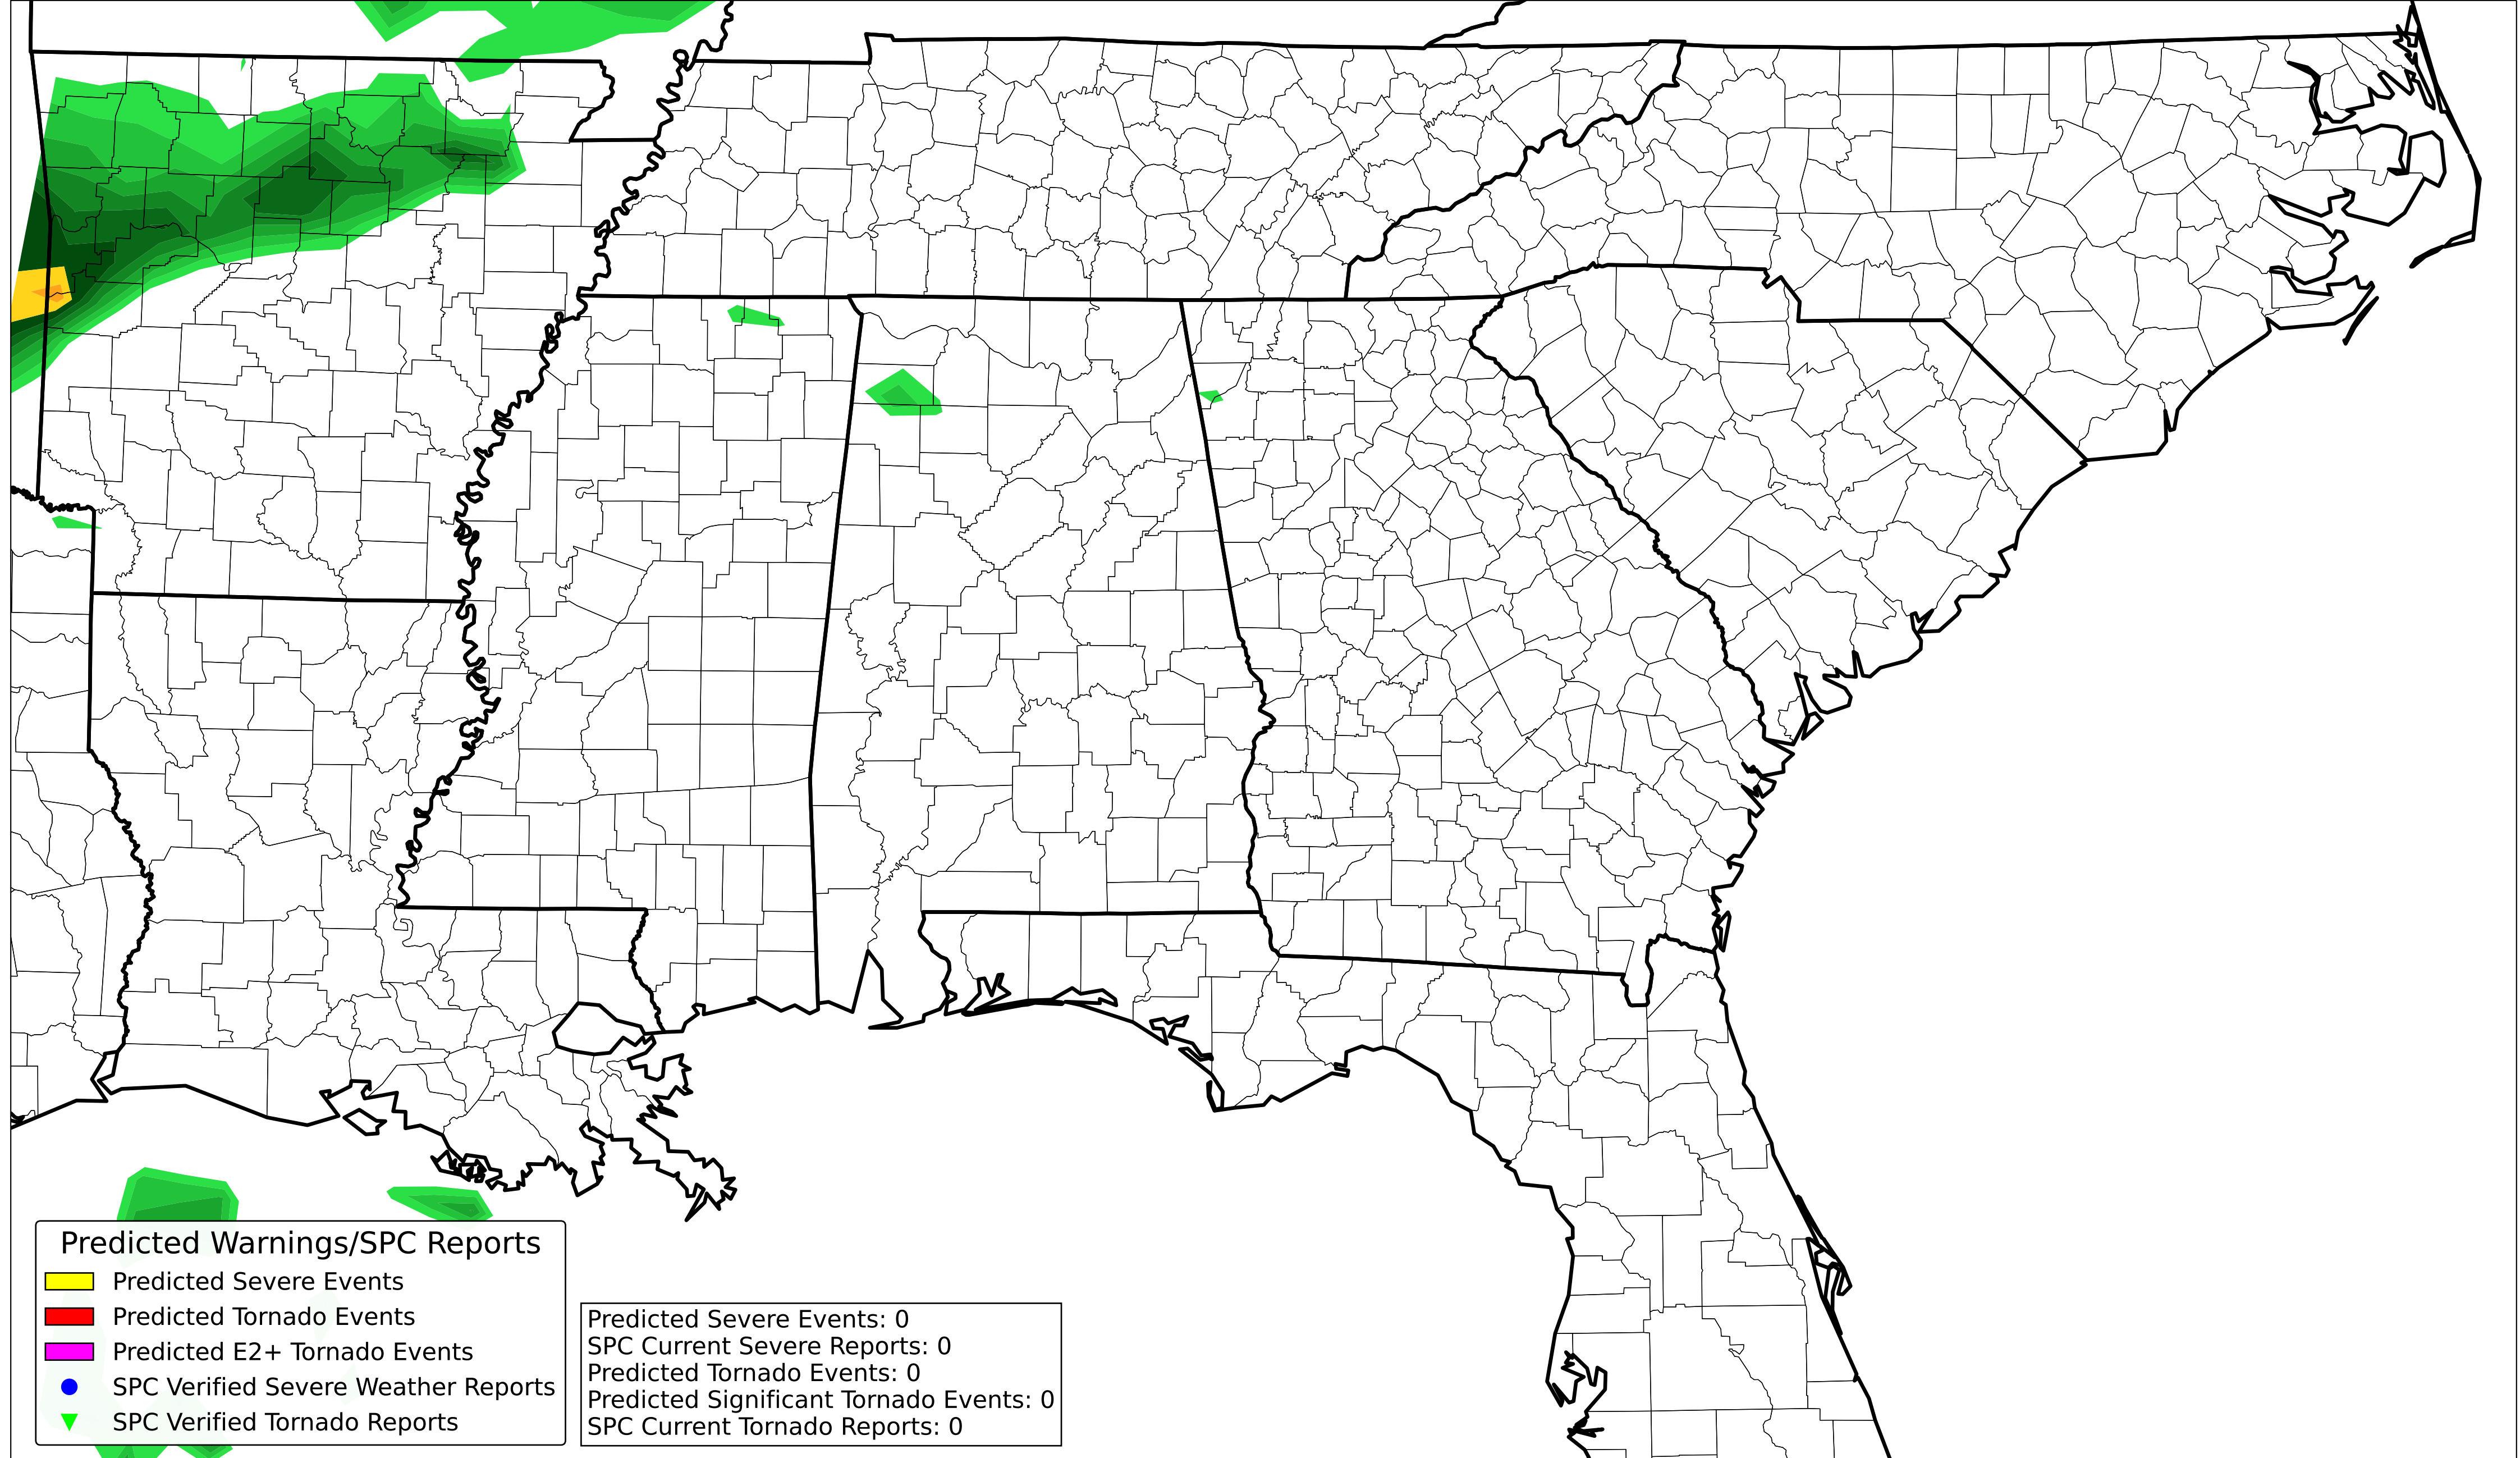 Predicted Warnings/SPC Reports
Predicted Severe Events
Predicted Tornado Events
Predicted E2+ Tornado Events
SPC Verified Severe Weather Reports
SPC Verified Tornado Reports
Predicted Severe Events: 0
SPC Current Severe Reports: 0
Predicted Tornado Events: 0
Predicted Significant Tornado Events: 0
SPC Current Tornado Reports: 0